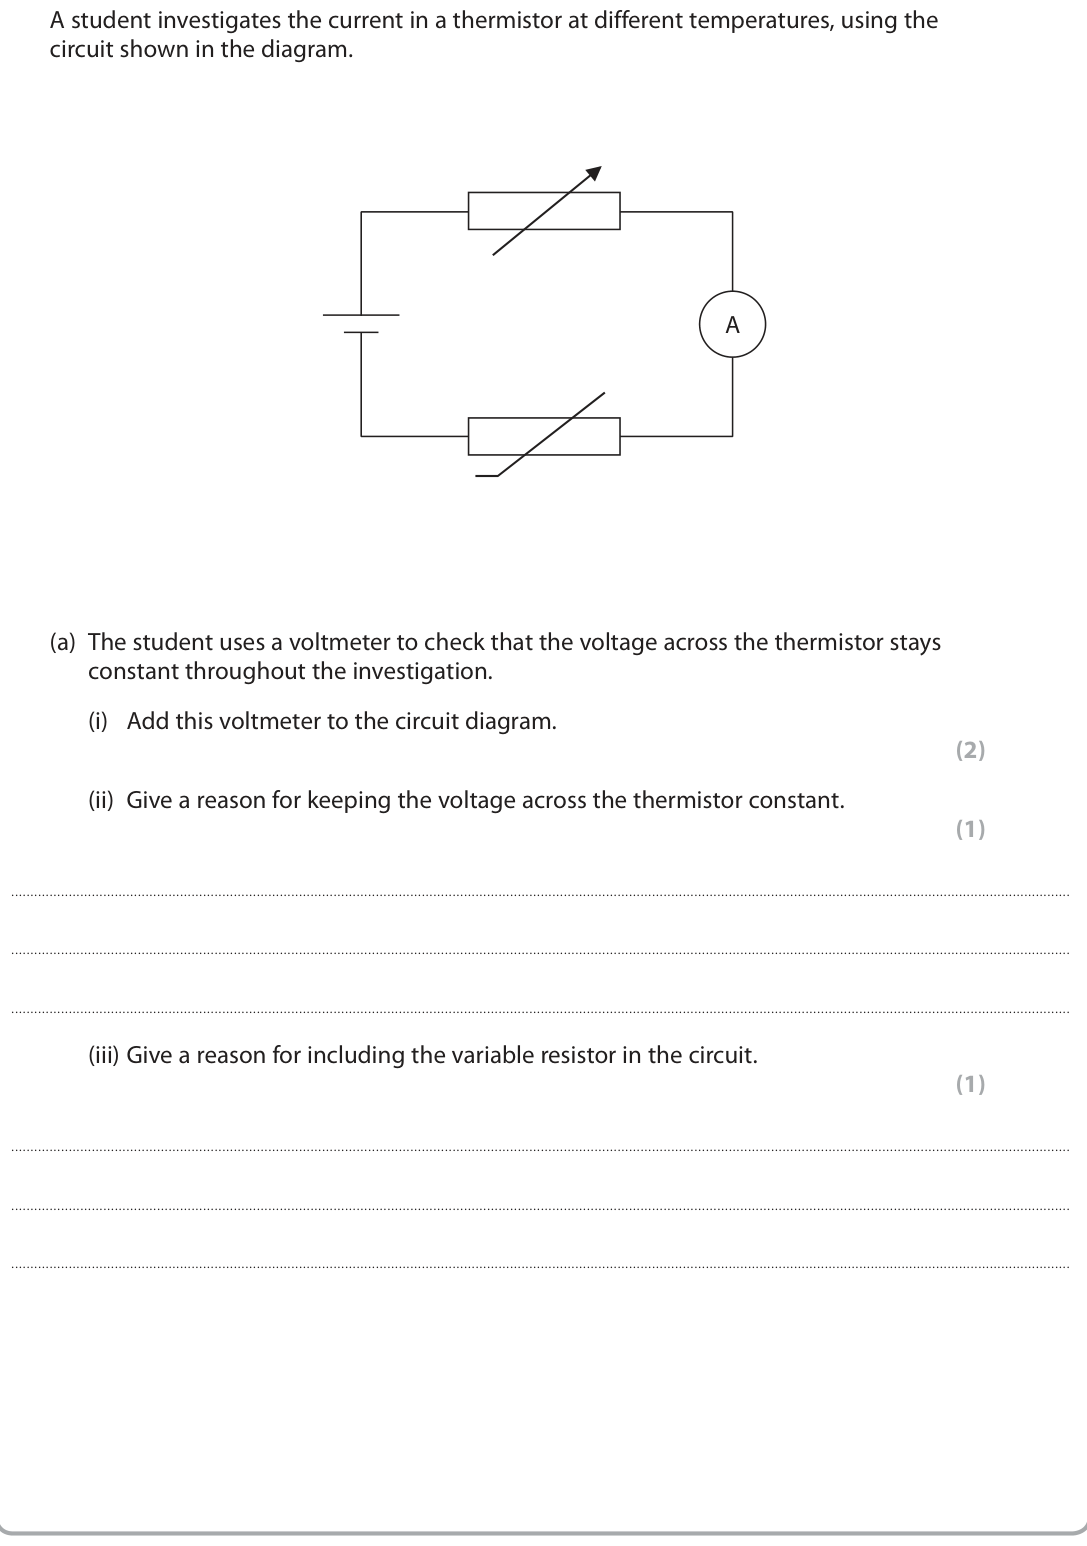 A student investigates the current in a thermistor at different temperatures, using the
circuit shown in the diagram.
A
(a) The student uses a voltmeter to check that the voltage across the thermistor stays
constant throughout the investigation.
(i) Add this voltmeter to the circuit diagram.
(2)
(ii) Give a reason for keeping the voltage across the thermistor constant.
(1)
(iii) Give a reason for including the variable resistor in the circuit.
(1)